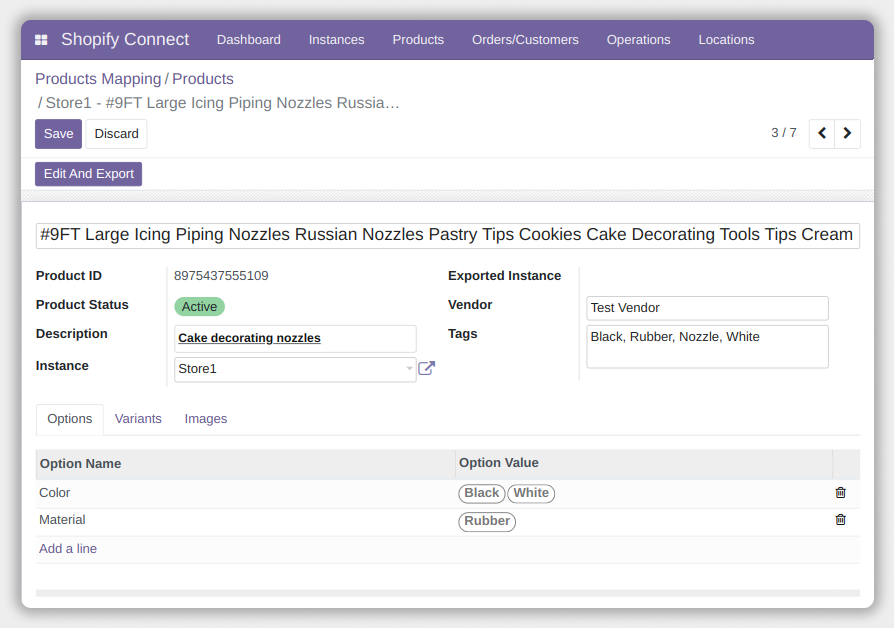 Shopify Connect Dashboard Instances Products Orders/Customers Operations Locations
Products Mapping / Products
/ Store1 - #9FT Large Icing Piping Nozzles Russia…
Save Discard 3 / 7
Edit And Export
#9FT Large Icing Piping Nozzles Russian Nozzles Pastry Tips Cookies Cake Decorating Tools Tips Cream
Product ID 8975437555109 Exported Instance
Product Status Active Vendor Test Vendor
Description Cake decorating nozzles Tags Black, Rubber, Nozzle, White
Instance Store1
Options Variants Images
Option Name Option Value
Color Black White
Material Rubber
Add a line